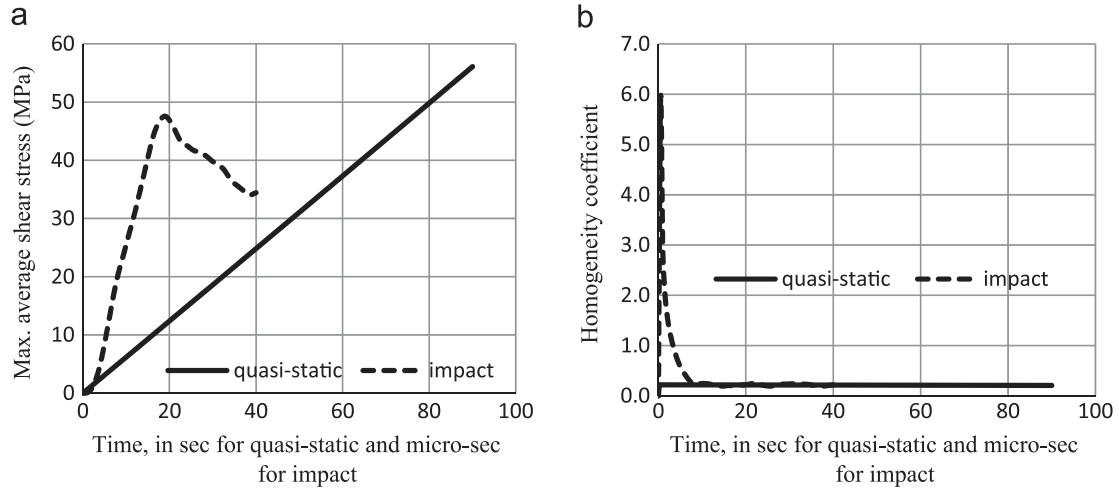 a
Max. average shear stress (MPa)
60
50
40
30
20
10
0
quasi-static
impact
0
20
40
60
80
100
Time, in sec for quasi-static and micro-sec
for impact
b
Homogeneity coefficient
7.0
6.0
5.0
4.0
3.0
2.0
1.0
0.0
quasi-static
impact
0
20
40
60
80
100
Time, in sec for quasi-static and micro-sec
for impact